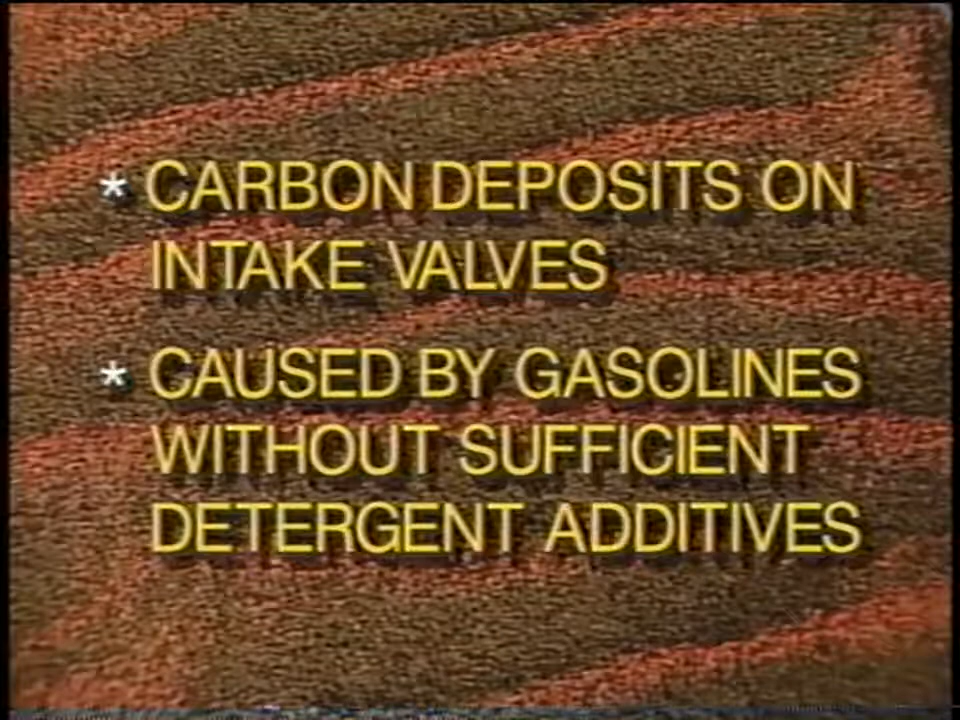 * CARBON DEPOSITS ON
INTAKE VALVES
* CAUSED BY GASOLINES
WITHOUT SUFFICIENT
DETERGENT ADDITIVES